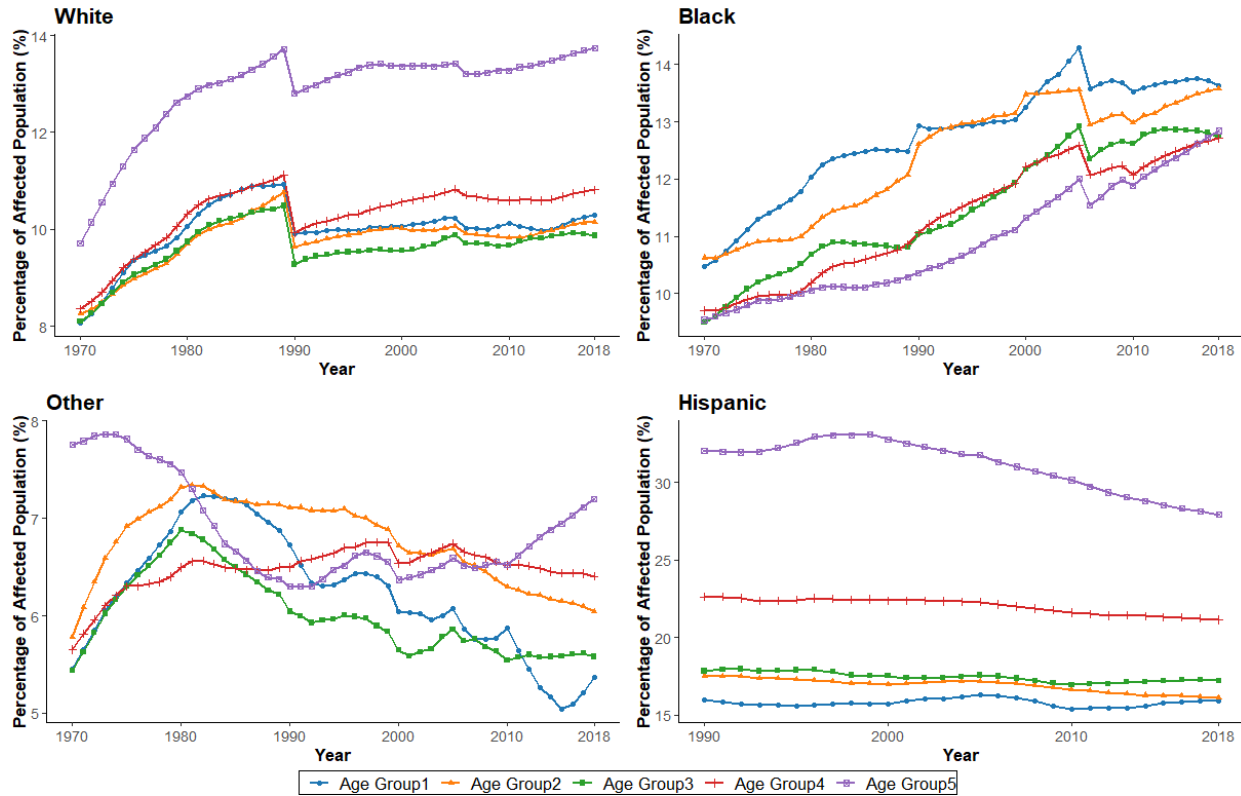 White
Percentage of Affected Population (%)
14
12
10
8
1970 1980 1990 2000 2010 2018
Year
Black
Percentage of Affected Population (%)
14
13
12
11
10
1970 1980 1990 2000 2010 2018
Year
Other
Percentage of Affected Population (%)
8
7
6
5
1970 1980 1990 2000 2010 2018
Year
Hispanic
Percentage of Affected Population (%)
30
25
20
15
1990 2000 2010 2018
Year
Age Group1 Age Group2 Age Group3 Age Group4 Age Group5